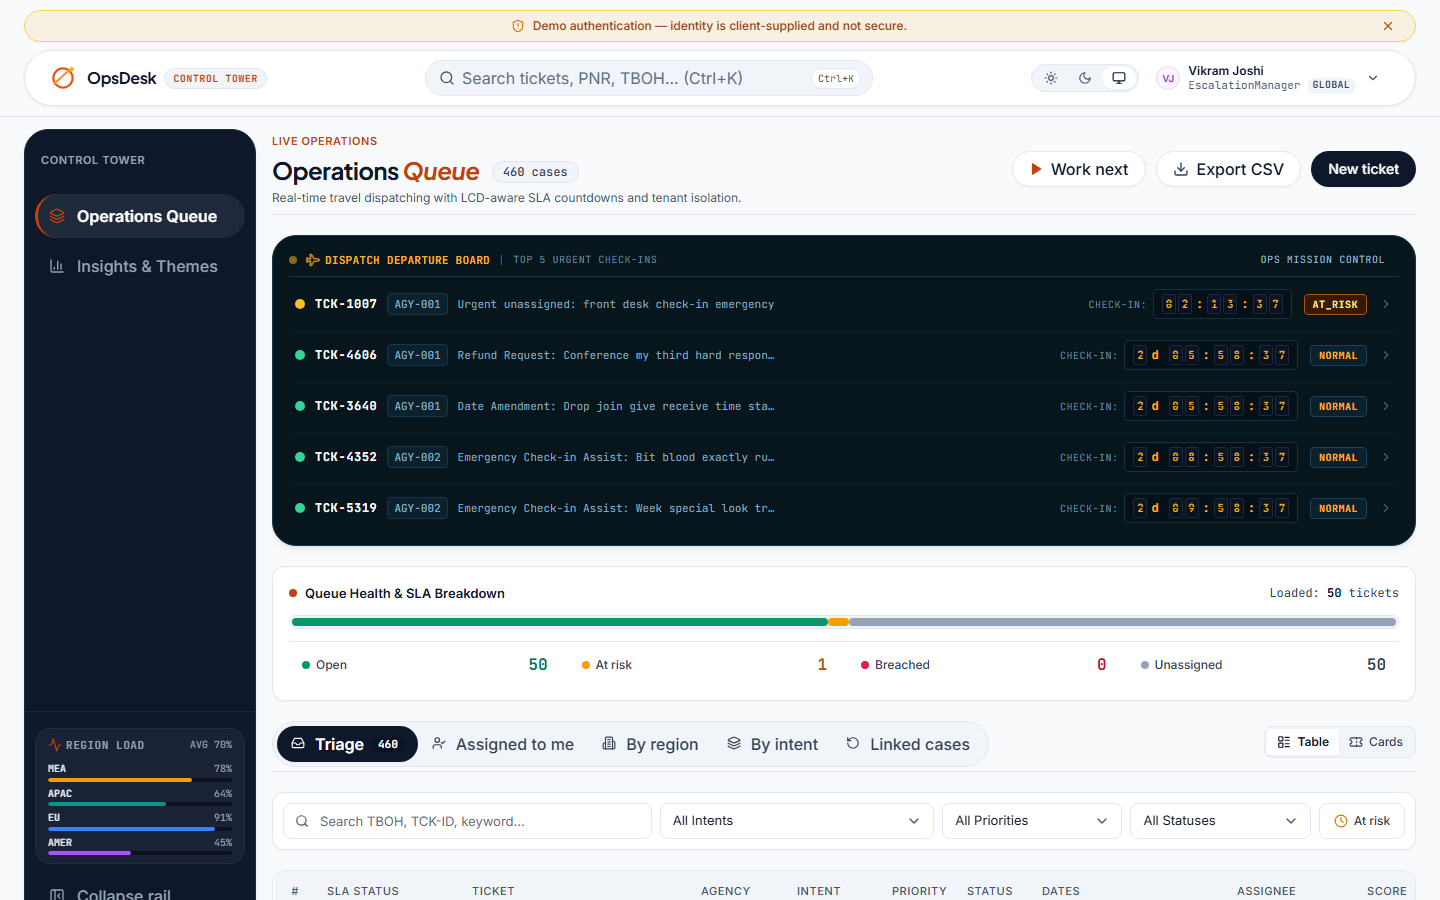 Demo authentication — identity is client-supplied and not secure.
OpsDesk CONTROL TOWER
Search tickets, PNR, TBOH... (Ctrl+K) Ctrl+K
VJ Vikram Joshi
EscalationManager GLOBAL
CONTROL TOWER
Operations Queue
Insights & Themes
REGION LOAD AVG 70%
MEA 78%
APAC 64%
EU 91%
AMER 45%
Collapse rail
LIVE OPERATIONS
Operations Queue 460 cases
Real-time travel dispatching with LCD-aware SLA countdowns and tenant isolation.
Work next Export CSV New ticket
DISPATCH DEPARTURE BOARD | TOP 5 URGENT CHECK-INS OPS MISSION CONTROL
TCK-1007 AGY-001 Urgent unassigned: front desk check-in emergency CHECK-IN: 02:13:37 AT_RISK
TCK-4606 AGY-001 Refund Request: Conference my third hard respon… CHECK-IN: 2d 05:58:37 NORMAL
TCK-3640 AGY-001 Date Amendment: Drop join give receive time sta… CHECK-IN: 2d 05:58:37 NORMAL
TCK-4352 AGY-002 Emergency Check-in Assist: Bit blood exactly ru… CHECK-IN: 2d 08:58:37 NORMAL
TCK-5319 AGY-002 Emergency Check-in Assist: Week special look tr… CHECK-IN: 2d 09:58:37 NORMAL
Queue Health & SLA Breakdown Loaded: 50 tickets
Open 50 At risk 1 Breached 0 Unassigned 50
Triage 460 Assigned to me By region By intent Linked cases Table Cards
Search TBOH, TCK-ID, keyword... All Intents All Priorities All Statuses At risk
# SLA STATUS TICKET AGENCY INTENT PRIORITY STATUS DATES ASSIGNEE SCORE